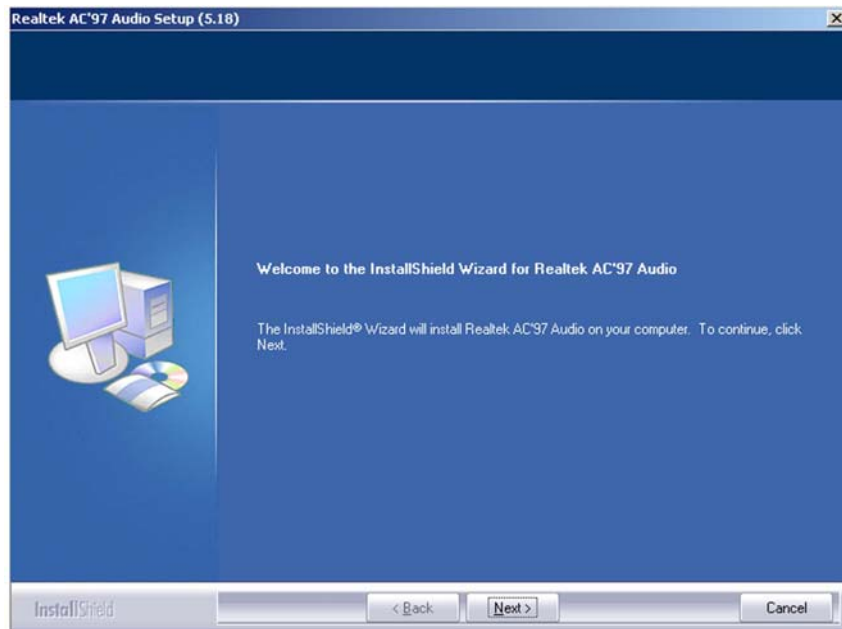 Realtek AC'97 Audio Setup (5.18)
Welcome to the InstallShield Wizard for Realtek AC'97 Audio
The InstallShield® Wizard will install Realtek AC'97 Audio on your computer. To continue, click
Next.
InstallShield
< Back
Next >
Cancel